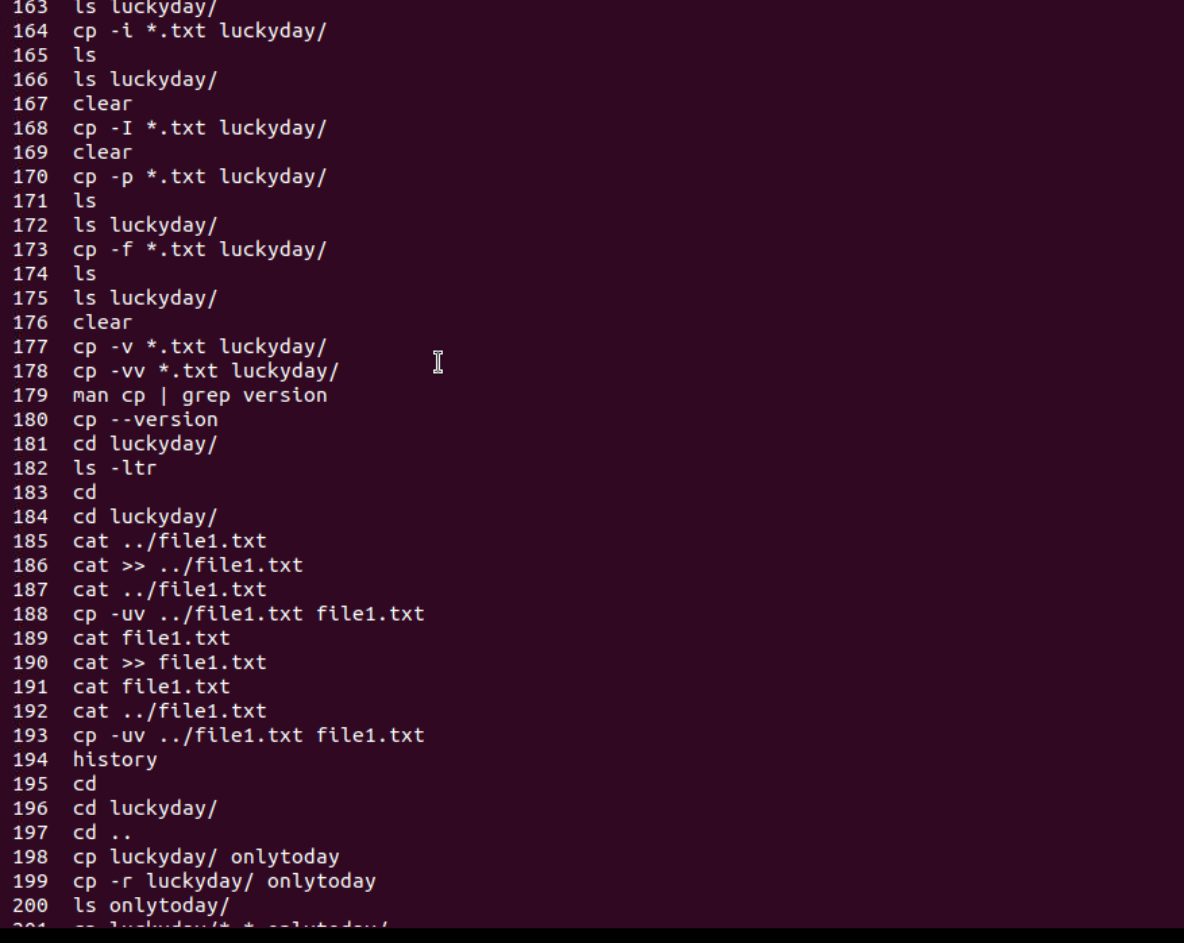 163 ls luckyday/
164 cp -i *.txt luckyday/
165 ls
166 ls luckyday/
167 clear
168 cp -I *.txt luckyday/
169 clear
170 cp -p *.txt luckyday/
171 ls
172 ls luckyday/
173 cp -f *.txt luckyday/
174 ls
175 ls luckyday/
176 clear
177 cp -v *.txt luckyday/
178 cp -vv *.txt luckyday/
179 man cp | grep version
180 cp --version
181 cd luckyday/
182 ls -ltr
183 cd
184 cd luckyday/
185 cat ../file1.txt
186 cat >> ../file1.txt
187 cat ../file1.txt
188 cp -uv ../file1.txt file1.txt
189 cat file1.txt
190 cat >> file1.txt
191 cat file1.txt
192 cat ../file1.txt
193 cp -uv ../file1.txt file1.txt
194 history
195 cd
196 cd luckyday/
197 cd ..
198 cp luckyday/ onlytoday
199 cp -r luckyday/ onlytoday
200 ls onlytoday/